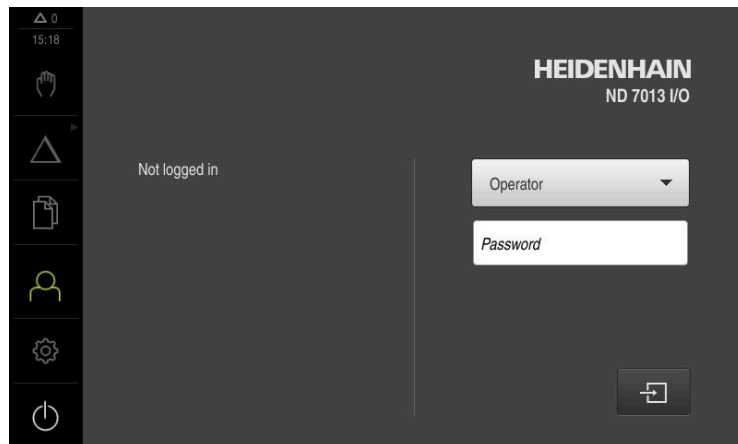 0
15:18
HEIDENHAIN
ND 7013 I/O
Not logged in
Operator
Password